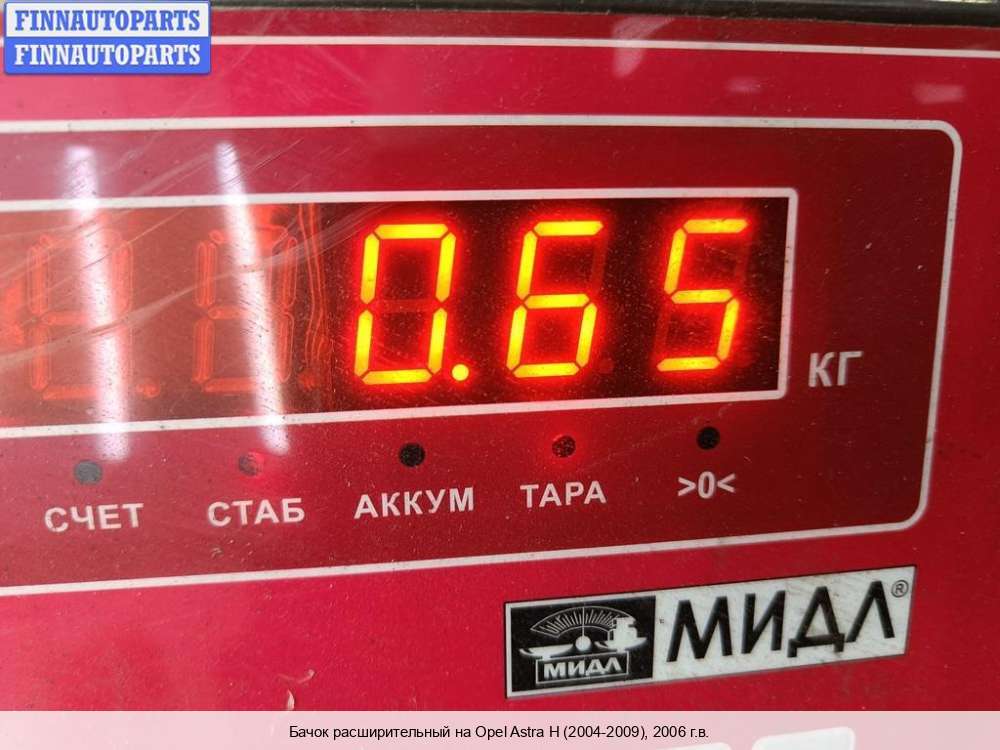 FINNAUTOPARTS
FINNAUTOPARTS
0.65
КГ
СЧЕТ СТАБ АККУМ ТАРА >0<
МИДЛ МИДЛ®
Бачок расширительный на Opel Astra H (2004-2009), 2006 г.в.